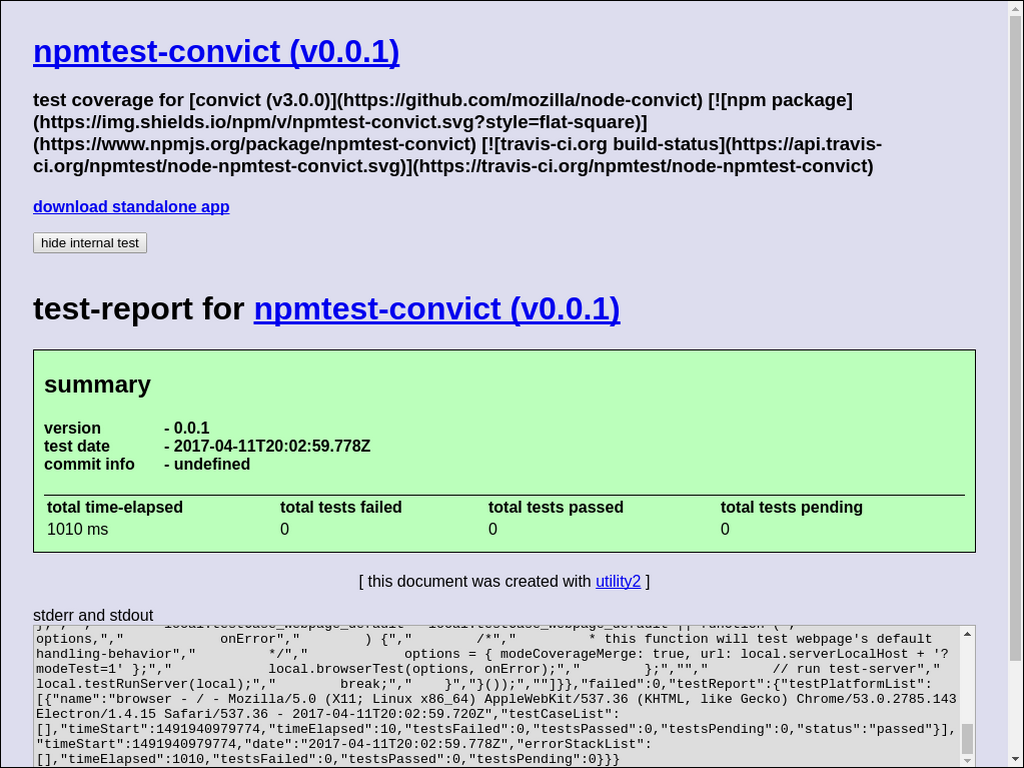 npmtest-convict (v0.0.1)
test coverage for [convict (v3.0.0)](https://github.com/mozilla/node-convict) [![npm package]
(https://img.shields.io/npm/v/npmtest-convict.svg?style=flat-square)]
(https://www.npmjs.org/package/npmtest-convict) [![travis-ci.org build-status](https://api.travis-
ci.org/npmtest/node-npmtest-convict.svg)](https://travis-ci.org/npmtest/node-npmtest-convict)
download standalone app
hide internal test
test-report for npmtest-convict (v0.0.1)
summary
version - 0.0.1
test date - 2017-04-11T20:02:59.778Z
commit info - undefined
total time-elapsed total tests failed total tests passed total tests pending
1010 ms 0 0 0
[ this document was created with utility2 ]
stderr and stdout
options,","            onError","        ) {","        /*","        * this function will test webpage's default
handling-behavior","         */","            options = { modeCoverageMerge: true, url: local.serverLocalHost + '?
modeTest=1' };","            local.browserTest(options, onError);","        };","","        // run test-server","
local.testRunServer(local);","        break;","    }","}());",""]}},"failed":0,"testReport":{"testPlatformList":
[{"name":"browser - / - Mozilla/5.0 (X11; Linux x86_64) AppleWebKit/537.36 (KHTML, like Gecko) Chrome/53.0.2785.143
Electron/1.4.15 Safari/537.36 - 2017-04-11T20:02:59.720Z","testCaseList":
[],"timeStart":1491940979774,"timeElapsed":10,"testsFailed":0,"testsPassed":0,"testsPending":0,"status":"passed"}],
"timeStart":1491940979774,"date":"2017-04-11T20:02:59.778Z","errorStackList":
[],"timeElapsed":1010,"testsFailed":0,"testsPassed":0,"testsPending":0}}}